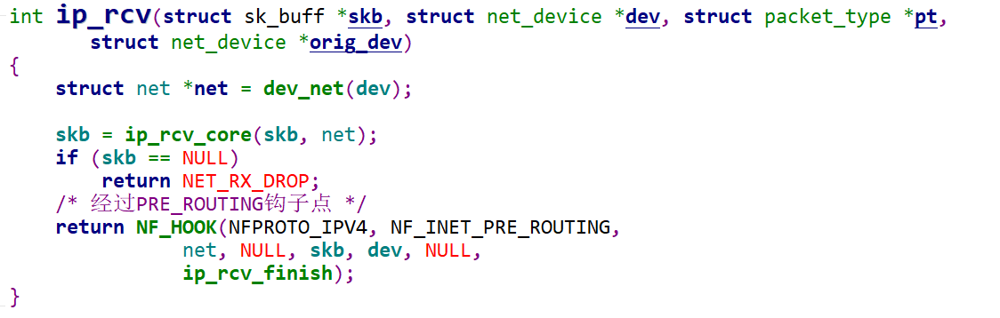 int ip_rcv(struct sk_buff *skb, struct net_device *dev, struct packet_type *pt,
struct net_device *orig_dev)
{
struct net *net = dev_net(dev);
skb = ip_rcv_core(skb, net);
if (skb == NULL)
return NET_RX_DROP;
/* 经过PRE_ROUTING钩子点 */
return NF_HOOK(NFPROTO_IPV4, NF_INET_PRE_ROUTING,
net, NULL, skb, dev, NULL,
ip_rcv_finish);
}